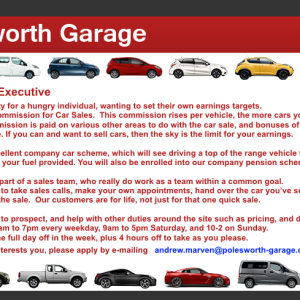 worth Garage
Executive
ty for a hungry individual, wanting to set their own earnings targets.
ommission for Car Sales. This commission rises per vehicle, the more cars yo
mission is paid on various other areas to do with the car sale, and bonuses of
. If you can and want to sell cars, then the sky is the limit for your earnings.
cellent company car scheme, which will see driving a top of the range vehicle
your fuel provided. You will also be enrolled into our company pension schem
part of a sales team, who really do work as a team within a common goal.
to take sales calls, make your own appointments, hand over the car you've s
the sale. Our customers are for life, not just for that one quick sale.
to prospect, and help with other duties around the site such as pricing, and d
am to 7pm every weekday, 9am to 5pm Saturday, and 10-2 on Sunday.
ne full day off in the week, plus 4 hours off to take as you please.
terests you, please apply by e-mailing andrew.marven@polesworth-garage.c